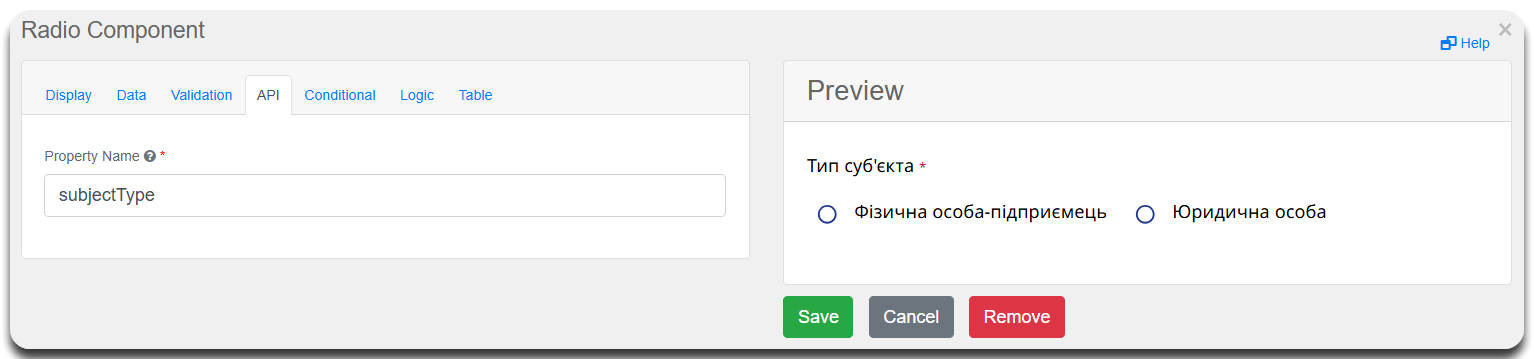 Radio Component
×
Help
Display Data Validation API Conditional Logic Table
Property Name ? *
subjectType
Preview
Тип суб'єкта *
Фізична особа-підприємець Юридична особа
Save Cancel Remove